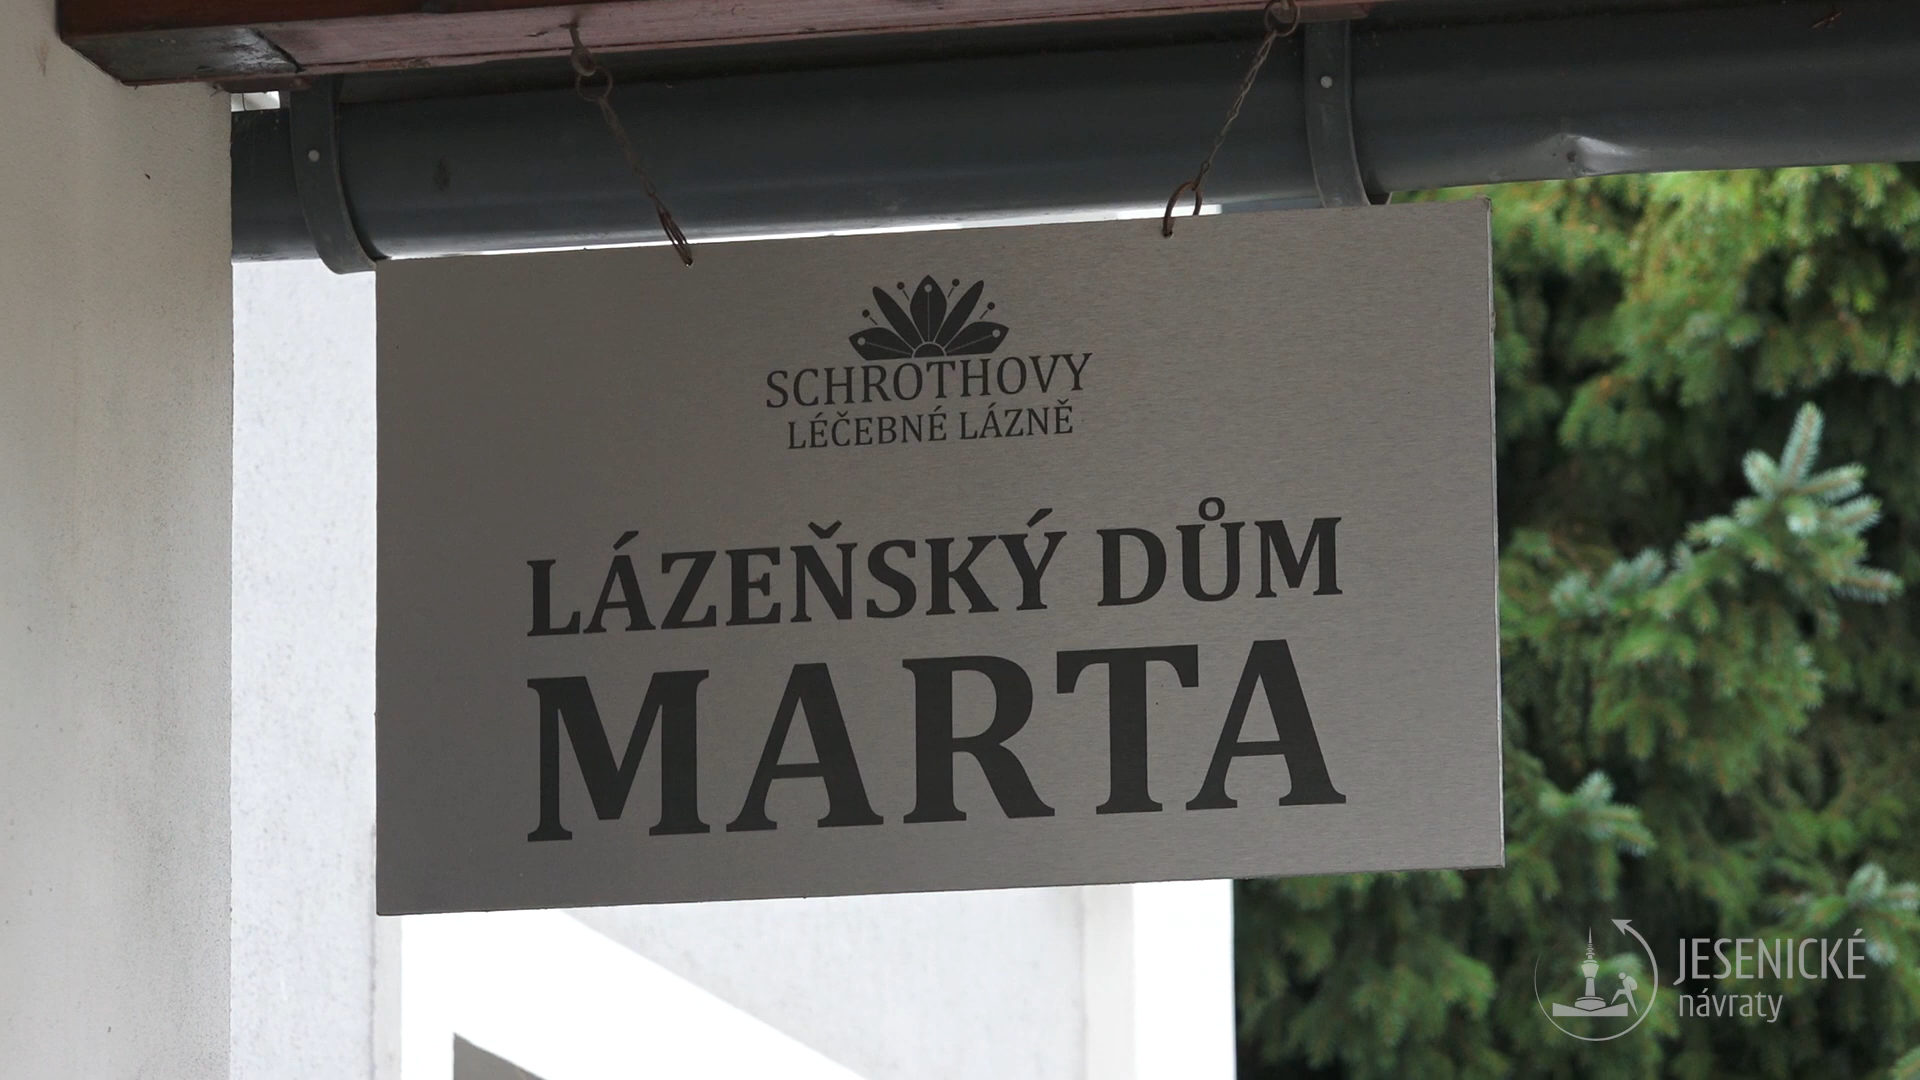 SCHROTHOVY
LÉČEBNÉ LÁZNĚ
LÁZEŇSKÝ DŮM
MARTA
JESENICKÉ
návraty